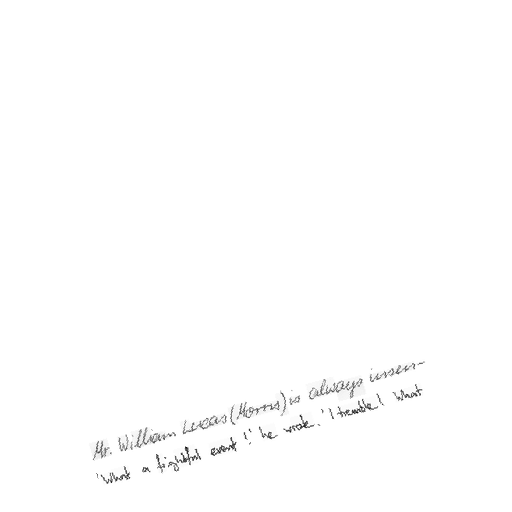 Mr. William Lucas (Morris) is always insen-
'What a frightful event!' he wrote. 'I tremble! What